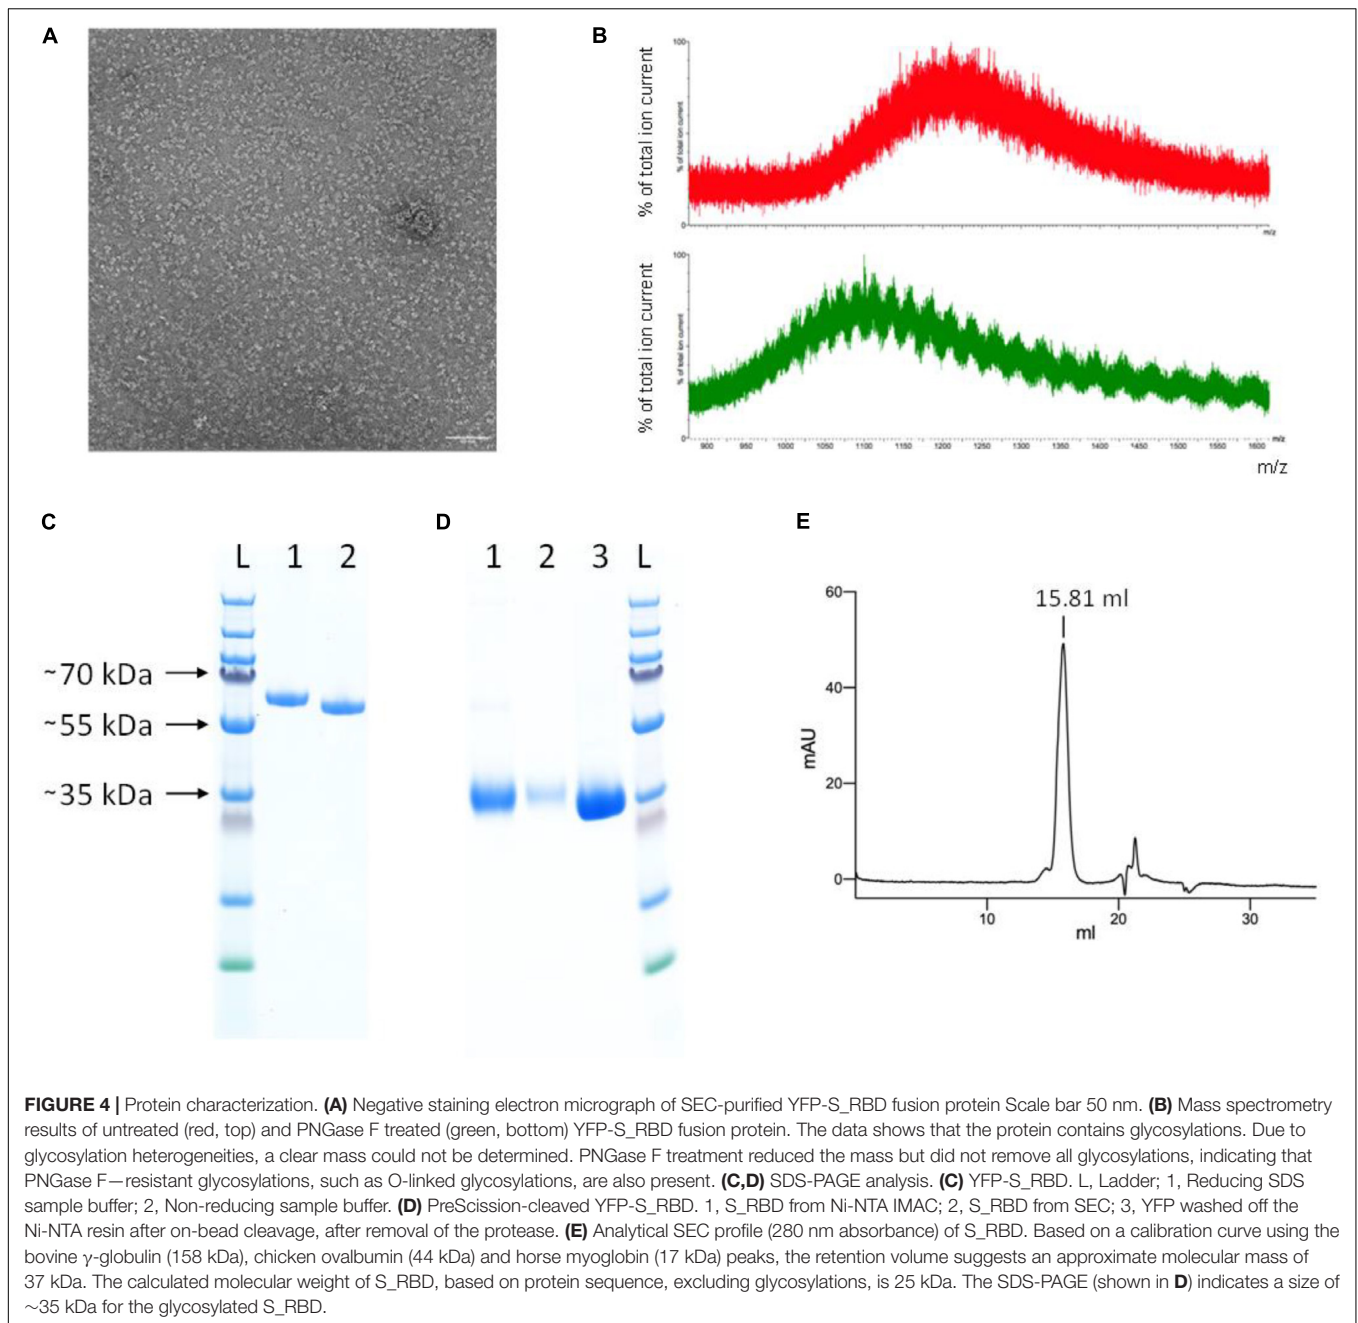 A
B
100
% of total ion current
% of total ion current
0
m/z
100
% of total ion current
% of total ion current
0
900 950 1000 1050 1100 1150 1200 1250 1300 1350 1400 1450 1500 1550 1600 m/z
m/z
C
D
E
L 1 2
1 2 3 L
~70 kDa
~55 kDa
~35 kDa
15.81 ml
60
40
20
0
mAU
10 20 30
ml
FIGURE 4 | Protein characterization. (A) Negative staining electron micrograph of SEC-purified YFP-S_RBD fusion protein Scale bar 50 nm. (B) Mass spectrometry
results of untreated (red, top) and PNGase F treated (green, bottom) YFP-S_RBD fusion protein. The data shows that the protein contains glycosylations. Due to
glycosylation heterogeneities, a clear mass could not be determined. PNGase F treatment reduced the mass but did not remove all glycosylations, indicating that
PNGase F—resistant glycosylations, such as O-linked glycosylations, are also present. (C,D) SDS-PAGE analysis. (C) YFP-S_RBD. L, Ladder; 1, Reducing SDS
sample buffer; 2, Non-reducing sample buffer. (D) PreScission-cleaved YFP-S_RBD. 1, S_RBD from Ni-NTA IMAC; 2, S_RBD from SEC; 3, YFP washed off the
Ni-NTA resin after on-bead cleavage, after removal of the protease. (E) Analytical SEC profile (280 nm absorbance) of S_RBD. Based on a calibration curve using the
bovine γ-globulin (158 kDa), chicken ovalbumin (44 kDa) and horse myoglobin (17 kDa) peaks, the retention volume suggests an approximate molecular mass of
37 kDa. The calculated molecular weight of S_RBD, based on protein sequence, excluding glycosylations, is 25 kDa. The SDS-PAGE (shown in D) indicates a size of
~35 kDa for the glycosylated S_RBD.